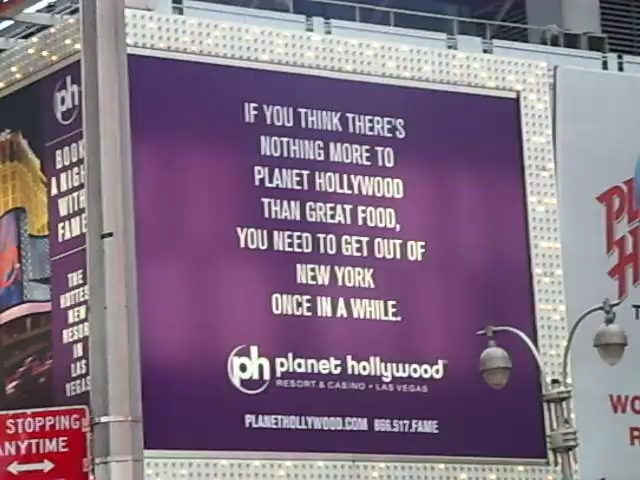 IF YOU THINK THERE'S
NOTHING MORE TO
PLANET HOLLYWOOD
THAN GREAT FOOD,
YOU NEED TO GET OUT OF
NEW YORK
ONCE IN A WHILE.
ph planet hollywood
RESORT & CASINO • LAS VEGAS
PLANETHOLLYWOOD.COM 866.517.FAME
ph
BOOK
A NIGHT
WITH
FAME
THE
HOTTEST
NEW
RESORT
IN
LAS
VEGAS
STOPPING
ANYTIME